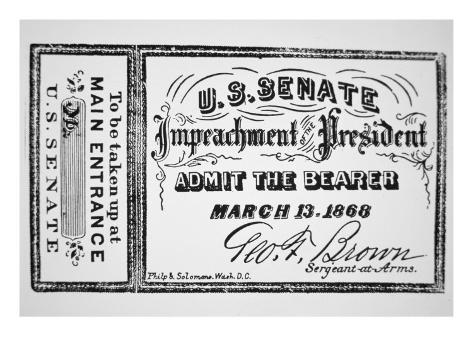 To be taken up at
MAIN ENTRANCE
U.S. SENATE
U.S. SENATE
Impeachment of the President
ADMIT THE BEARER
MARCH 13. 1868
Geo. T. Brown
Sergeant-at-Arms.
Philp & Solomons. Wash. D.C.